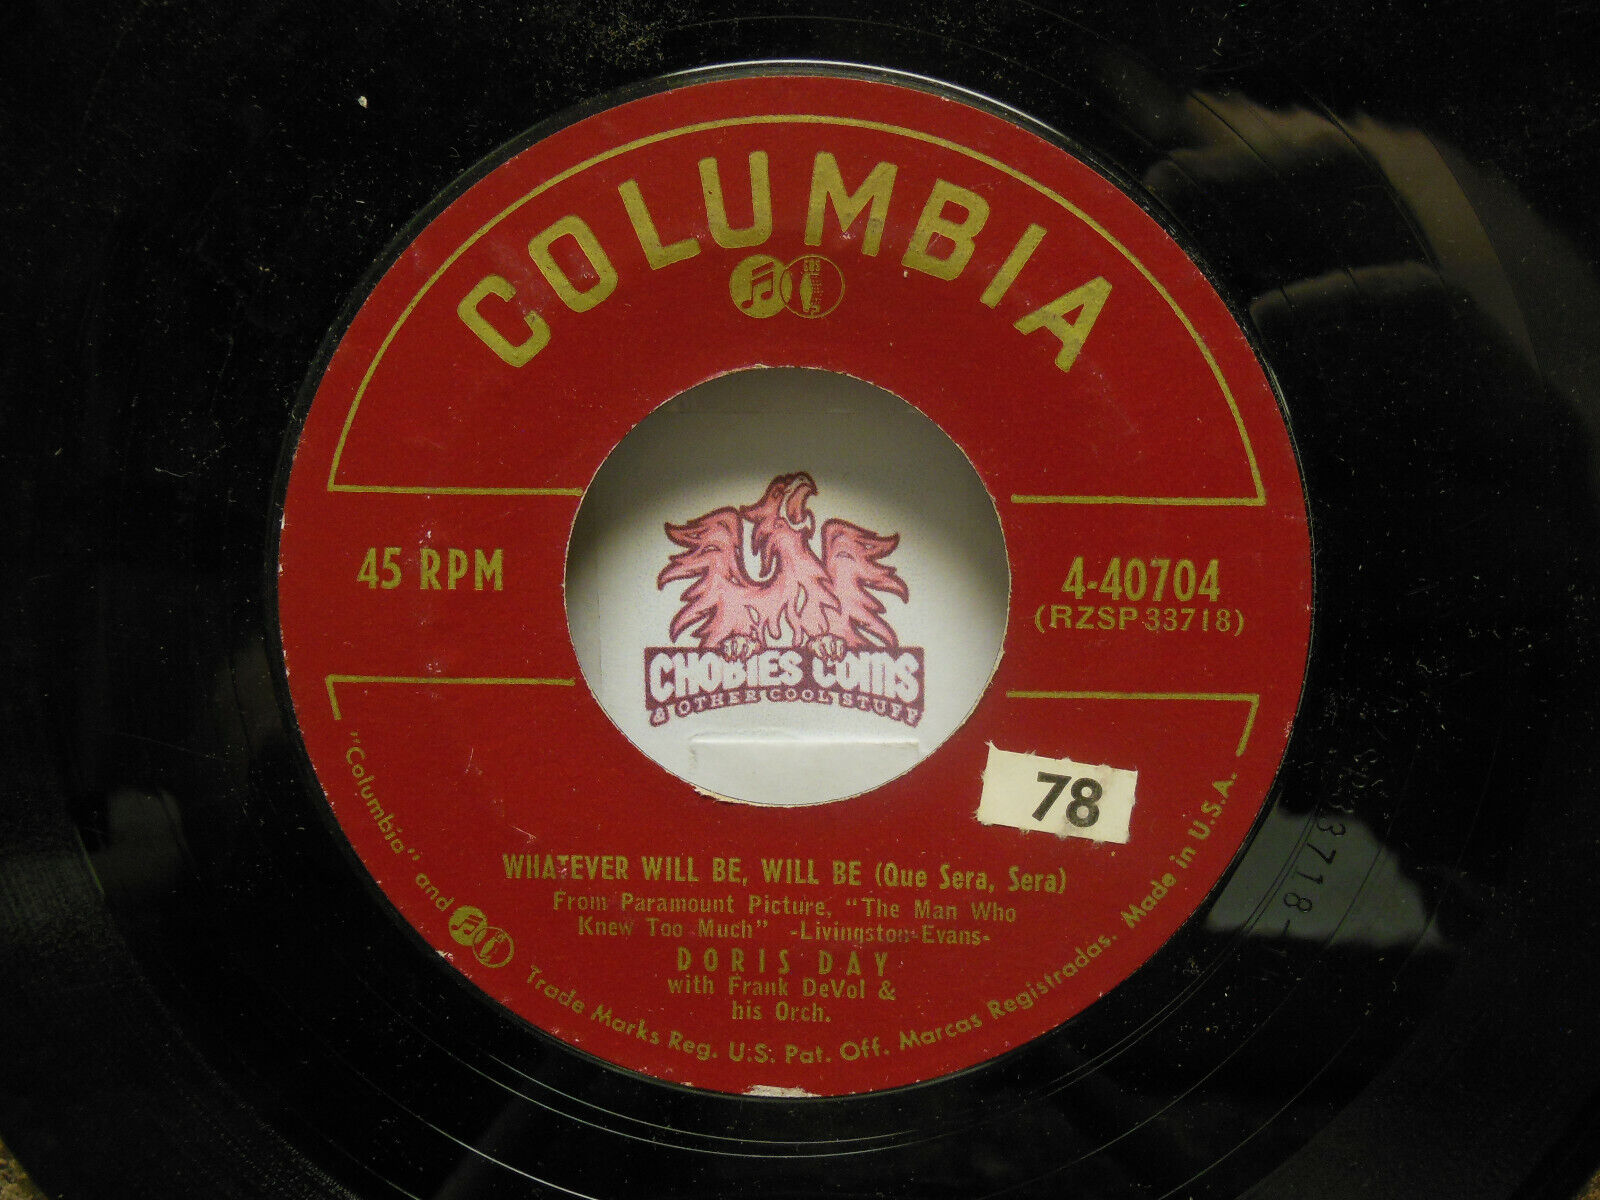 COLUMBIA
45 RPM
4-40704
(RZSP 33718)
CHOBIES COINS
& OTHER COOL STUFF
78
WHATEVER WILL BE, WILL BE (Que Sera, Sera)
From Paramount Picture, "The Man Who
Knew Too Much" -Livingston-Evans-
DORIS DAY
with Frank DeVol &
his Orch.
"Columbia" and Trade Marks Reg. U.S. Pat. Off. Marcas Registradas. Made in U.S.A.
33718-